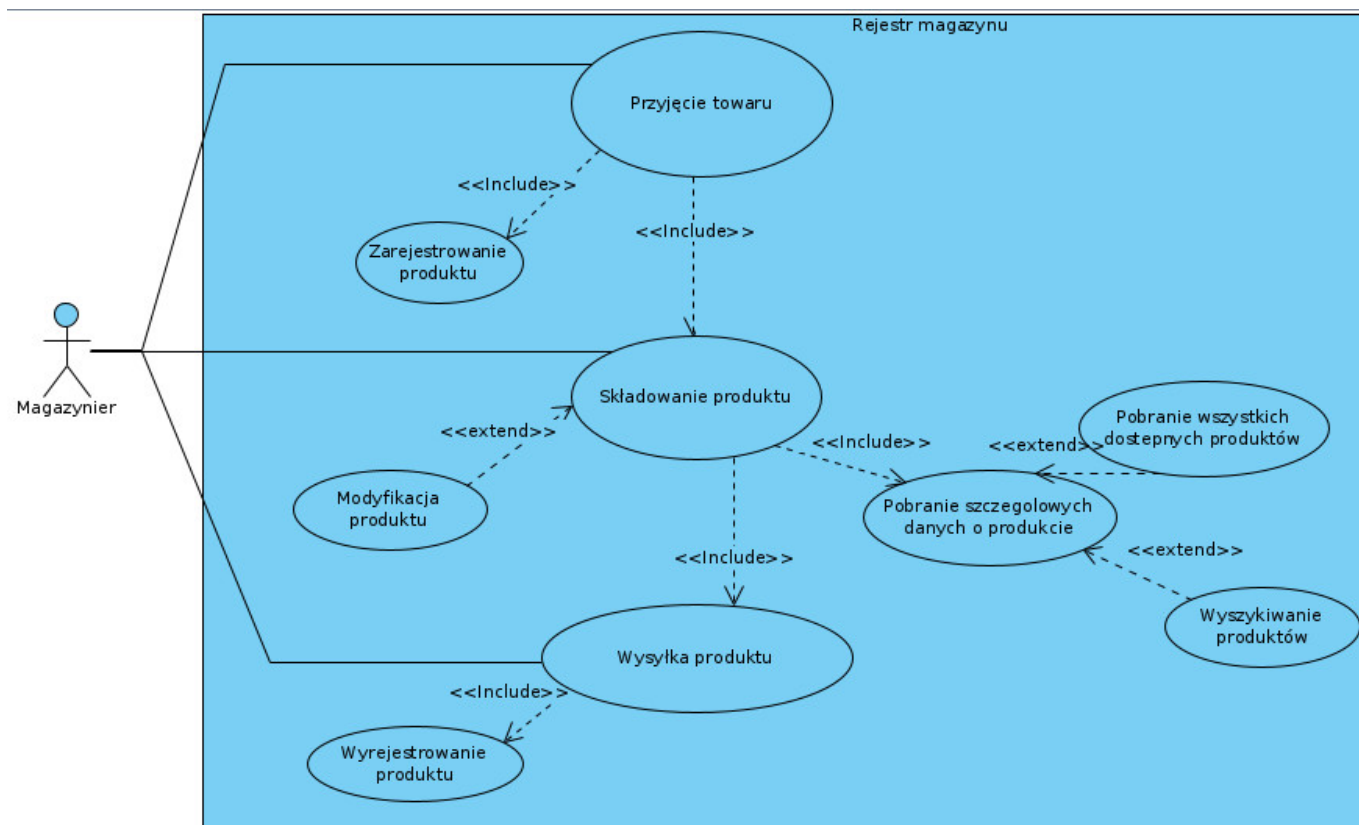 Rejestr magazynu
Przyjęcie towaru
<<Include>>
<<Include>>
Zarejestrowanie
produktu
Magazynier
Składowanie produktu
<<extend>>
<<Include>>
Pobranie wszystkich
dostepnych produktów
<<extend>>
Modyfikacja
produktu
Pobranie szczegolowych
danych o produkcie
<<Include>>
<<extend>>
Wyszykiwanie
produktów
Wysyłka produktu
<<Include>>
Wyrejestrowanie
produktu